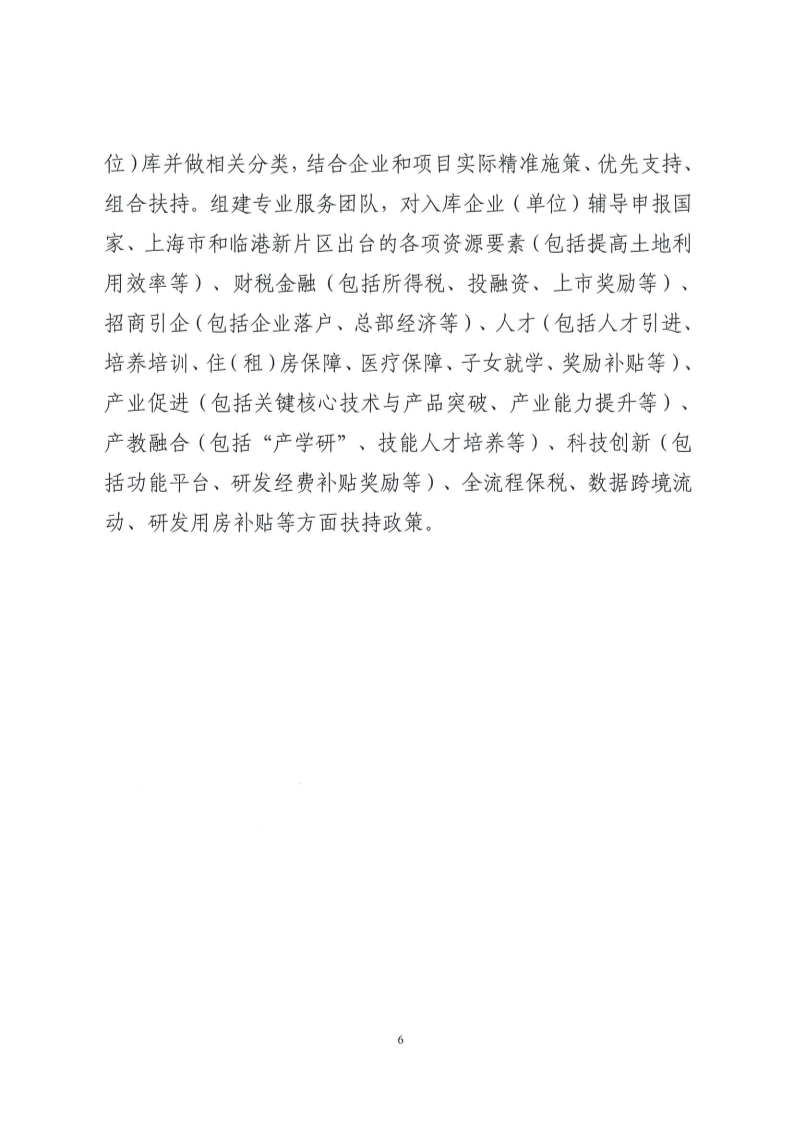 位)库并做相关分类，结合企业和项目实际精准施策、优先支持、
组合扶持。组建专业服务团队，对入库企业(单位)辅导申报国
家、上海市和临港新片区出台的各项资源要素(包括提高土地利
用效率等)、财税金融(包括所得税、投融资、上市奖励等)、
招商引企(包括企业落户、总部经济等)、人才(包括人才引进、
培养培训、住(租)房保障、医疗保障、子女就学、奖励补贴等)、
产业促进(包括关键核心技术与产品突破、产业能力提升等)、
产教融合(包括“产学研”、技能人才培养等)、科技创新(包
括功能平台、研发经费补贴奖励等)、全流程保税、数据跨境流
动、研发用房补贴等方面扶持政策。
6